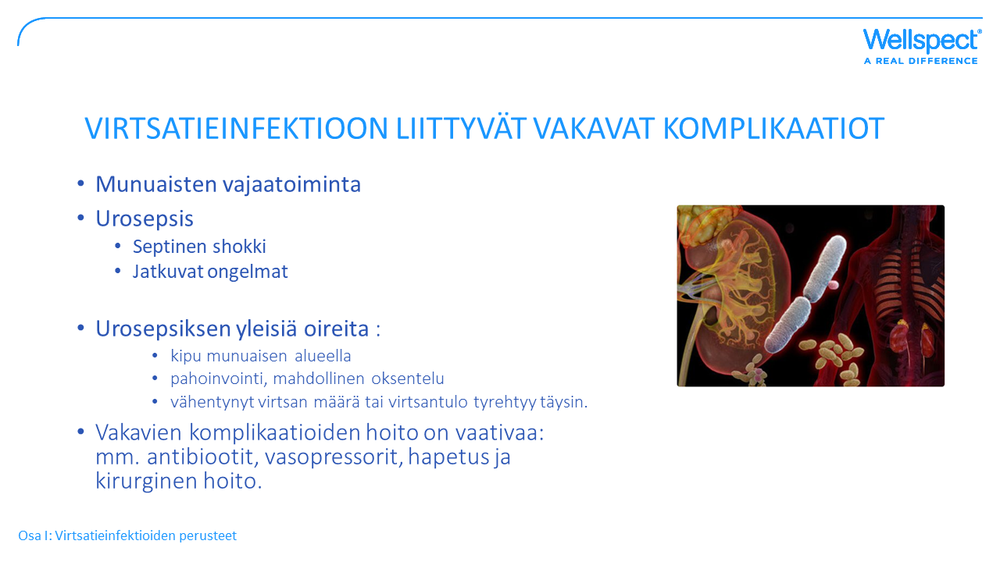 Wellspect®
A REAL DIFFERENCE
VIRTSATIEINFEKTIOON LIITTYVÄT VAKAVAT KOMPLIKAATIOT
• Munuaisten vajaatoiminta
• Urosepsis
• Septinen shokki
• Jatkuvat ongelmat
• Urosepsiksen yleisiä oireita :
• kipu munuaisen alueella
• pahoinvointi, mahdollinen oksentelu
• vähentynyt virtsan määrä tai virtsantulo tyrehtyy täysin.
• Vakavien komplikaatioiden hoito on vaativaa:
mm. antibiootit, vasopressorit, hapetus ja
kirurginen hoito.
Osa I: Virtsatieinfektioiden perusteet